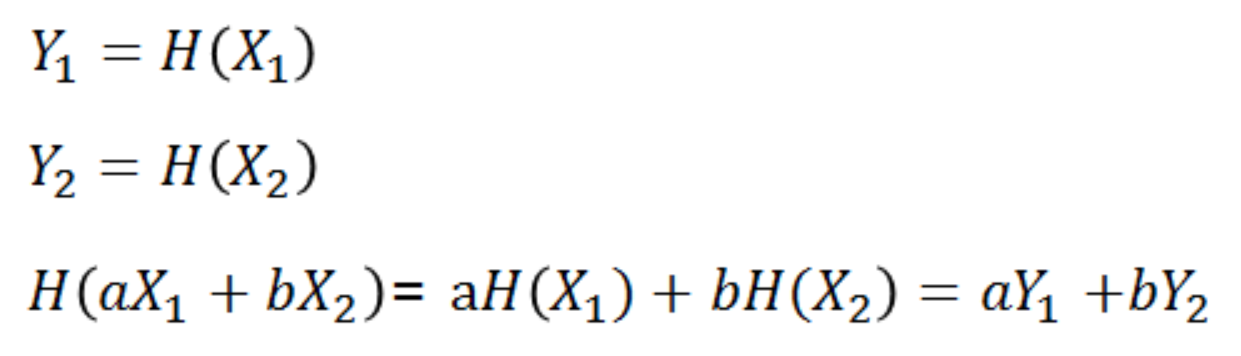 Y₁ = H(X₁)
Y₂ = H(X₂)
H(aX₁ + bX₂)= aH(X₁) + bH(X₂) = aY₁ +bY₂